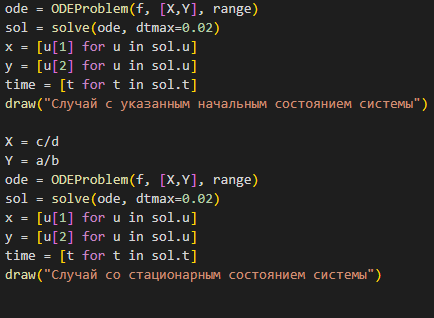 ode = ODEProblem(f, [X,Y], range)
sol = solve(ode, dtmax=0.02)
x = [u[1] for u in sol.u]
y = [u[2] for u in sol.u]
time = [t for t in sol.t]
draw("Случай с указанным начальным состоянием системы")
X = c/d
Y = a/b
ode = ODEProblem(f, [X,Y], range)
sol = solve(ode, dtmax=0.02)
x = [u[1] for u in sol.u]
y = [u[2] for u in sol.u]
time = [t for t in sol.t]
draw("Случай со стационарным состоянием системы")